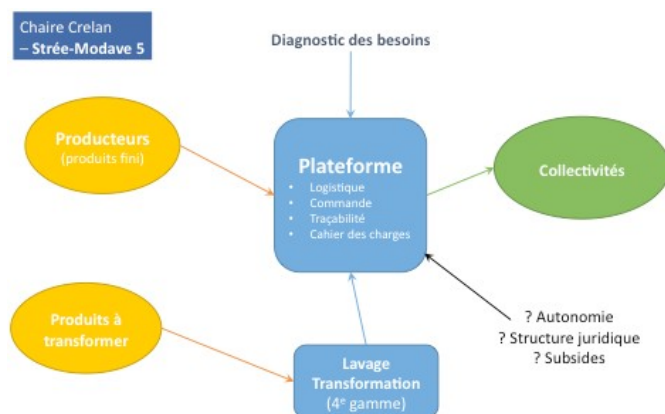 Chaire Crelan
– Strée-Modave 5
Diagnostic des besoins
Producteurs
(produits fini)
Plateforme
• Logistique
• Commande
• Traçabilité
• Cahier des charges
Collectivités
Produits à
transformer
Lavage
Transformation
(4e gamme)
? Autonomie
? Structure juridique
? Subsides